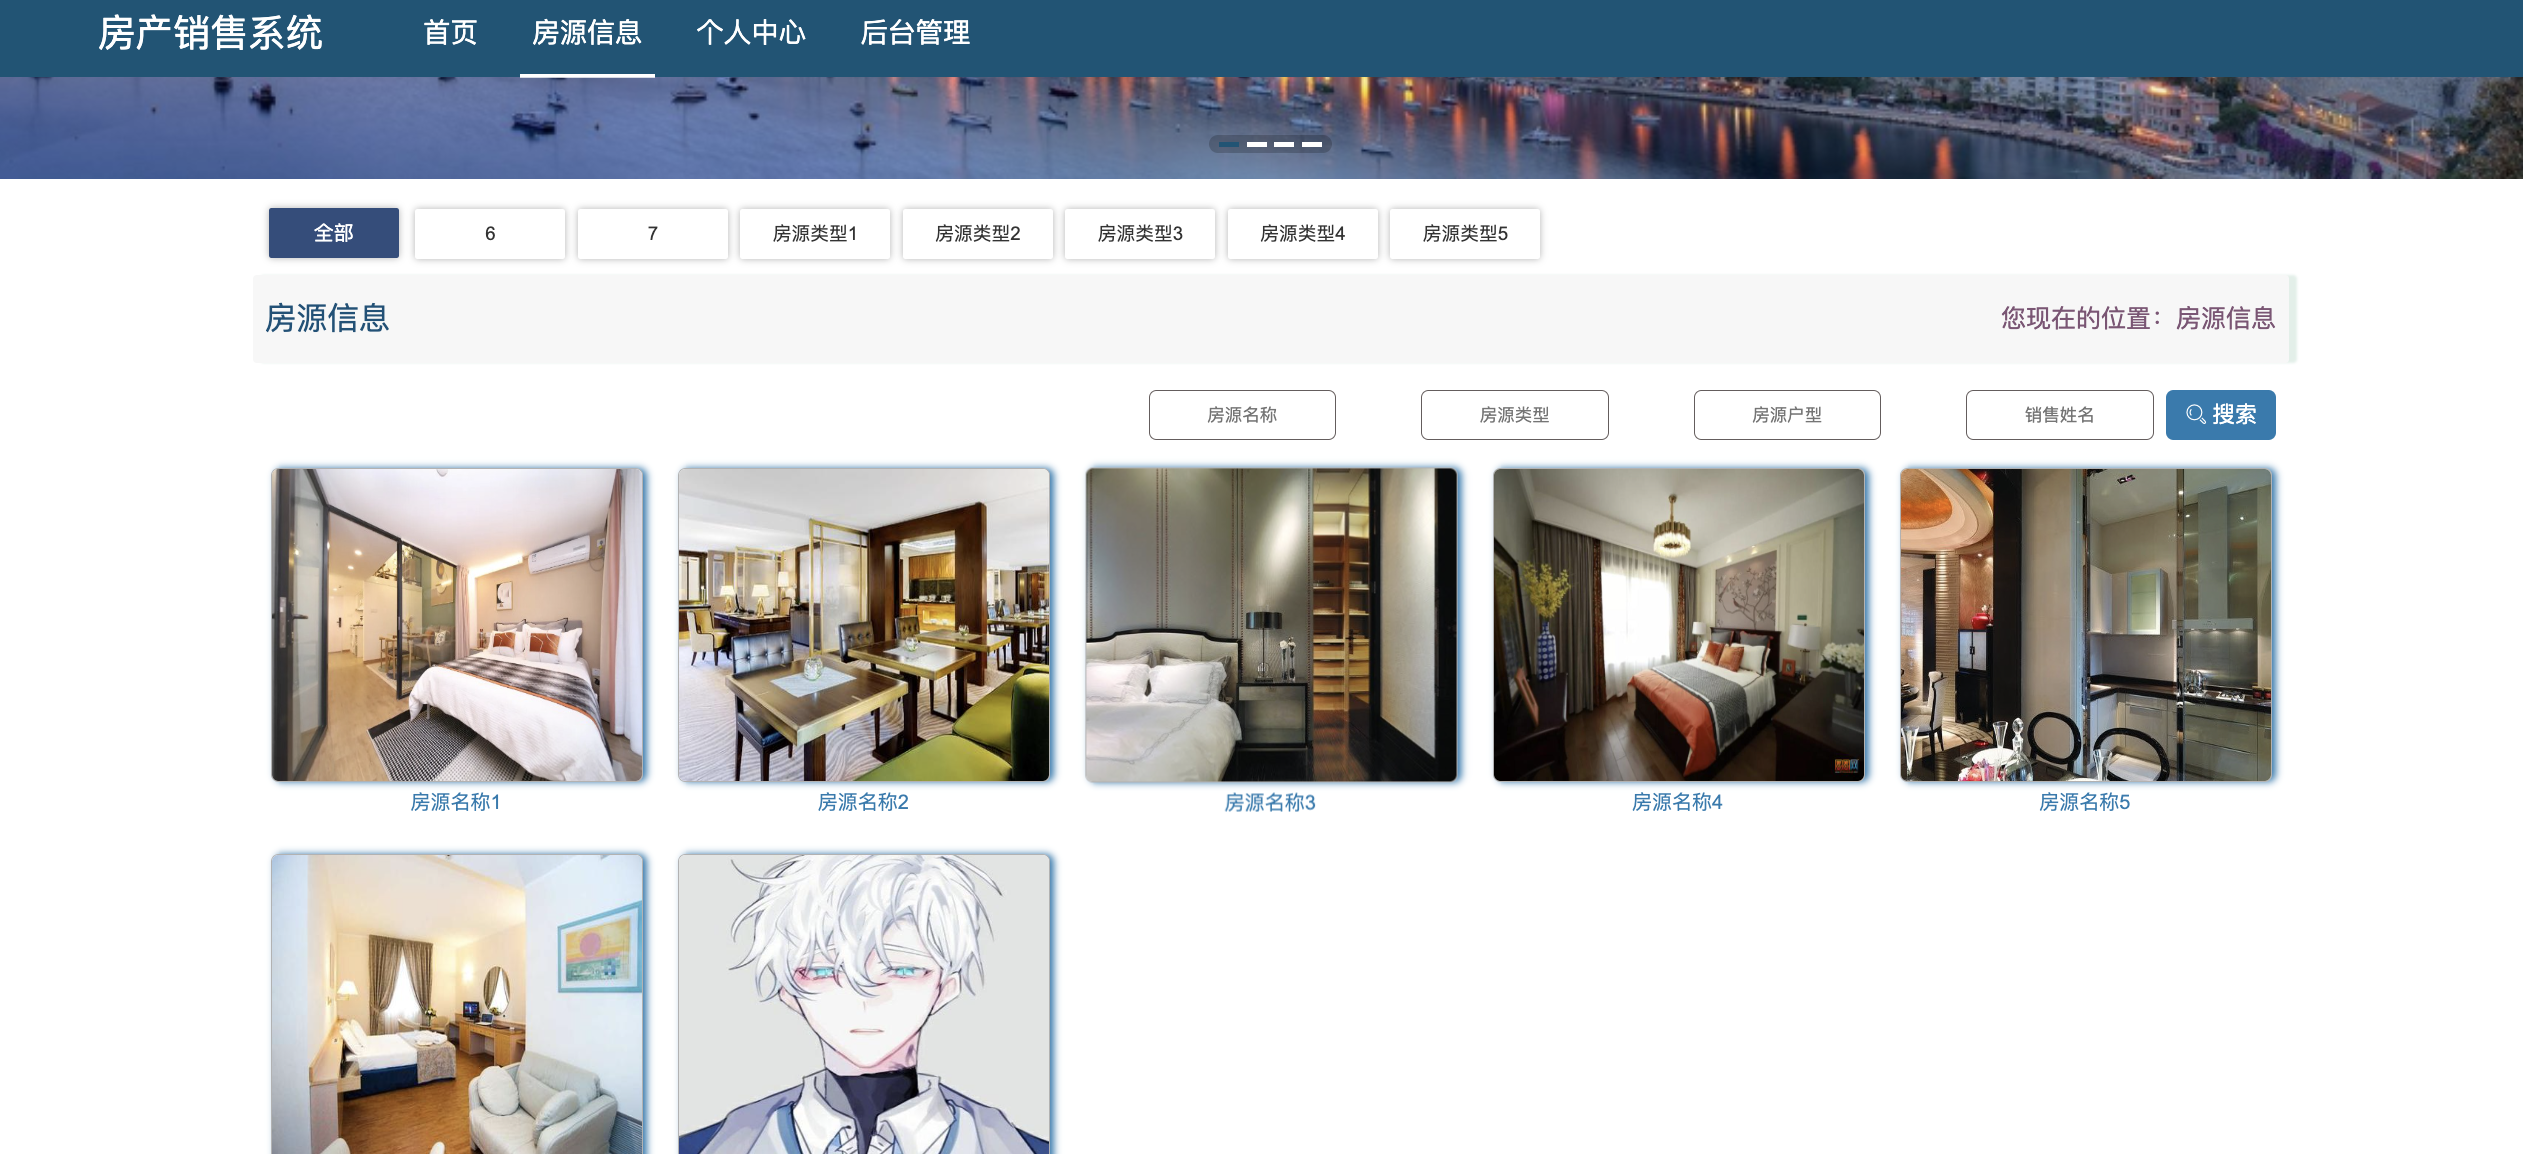 房产销售系统
首页 房源信息 个人中心 后台管理
全部 6 7 房源类型1 房源类型2 房源类型3 房源类型4 房源类型5
房源信息
您现在的位置：房源信息
房源名称 房源类型 房源户型 销售姓名 搜索
房源名称1 房源名称2 房源名称3 房源名称4 房源名称5